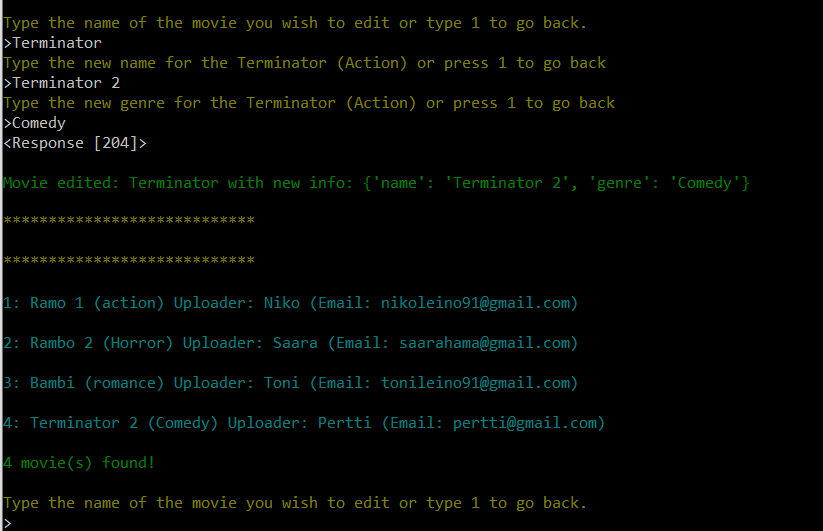 Type the name of the movie you wish to edit or type 1 to go back.
>Terminator
Type the new name for the Terminator (Action) or press 1 to go back
>Terminator 2
Type the new genre for the Terminator (Action) or press 1 to go back
>Comedy
<Response [204]>
Movie edited: Terminator with new info: {'name': 'Terminator 2', 'genre': 'Comedy'}
****************************
****************************
1: Ramo 1 (action) Uploader: Niko (Email: nikoleino91@gmail.com)
2: Rambo 2 (Horror) Uploader: Saara (Email: saarahama@gmail.com)
3: Bambi (romance) Uploader: Toni (Email: tonileino91@gmail.com)
4: Terminator 2 (Comedy) Uploader: Pertti (Email: pertti@gmail.com)
4 movie(s) found!
Type the name of the movie you wish to edit or type 1 to go back.
>